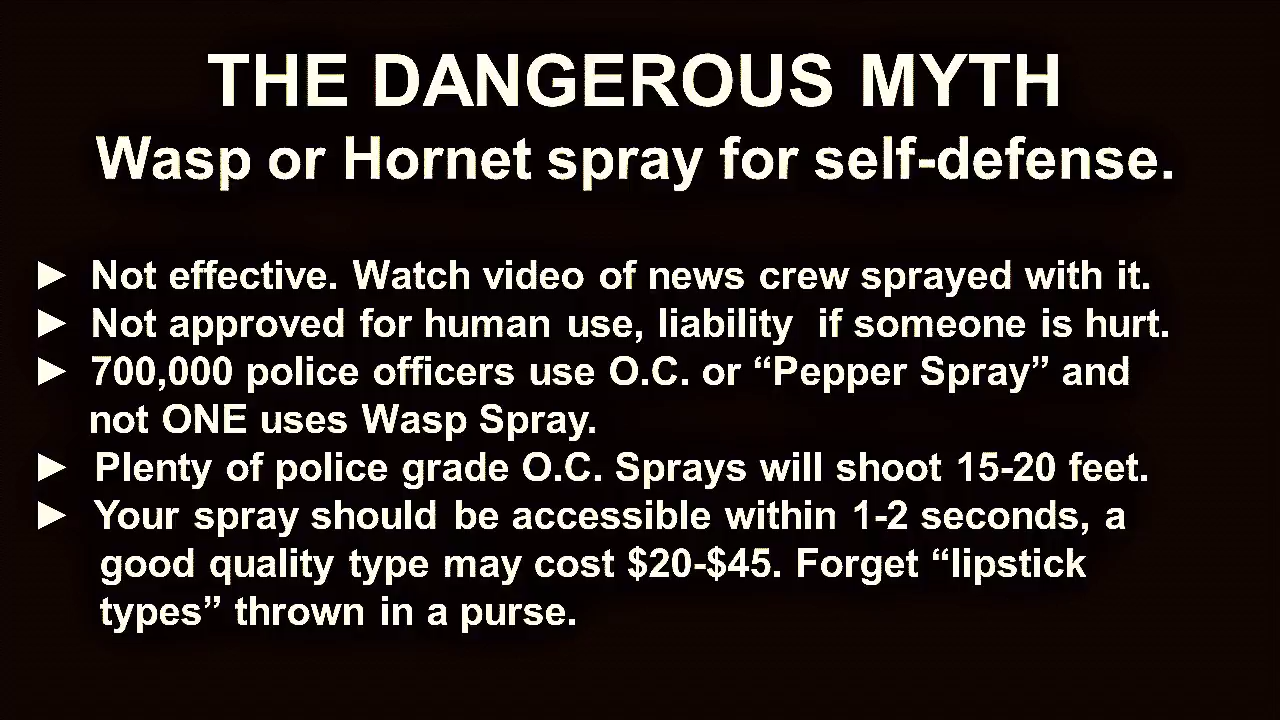 THE DANGEROUS MYTH
Wasp or Hornet spray for self-defense.
► Not effective. Watch video of news crew sprayed with it.
► Not approved for human use, liability if someone is hurt.
► 700,000 police officers use O.C. or “Pepper Spray” and
not ONE uses Wasp Spray.
► Plenty of police grade O.C. Sprays will shoot 15-20 feet.
► Your spray should be accessible within 1-2 seconds, a
good quality type may cost $20-$45. Forget “lipstick
types” thrown in a purse.